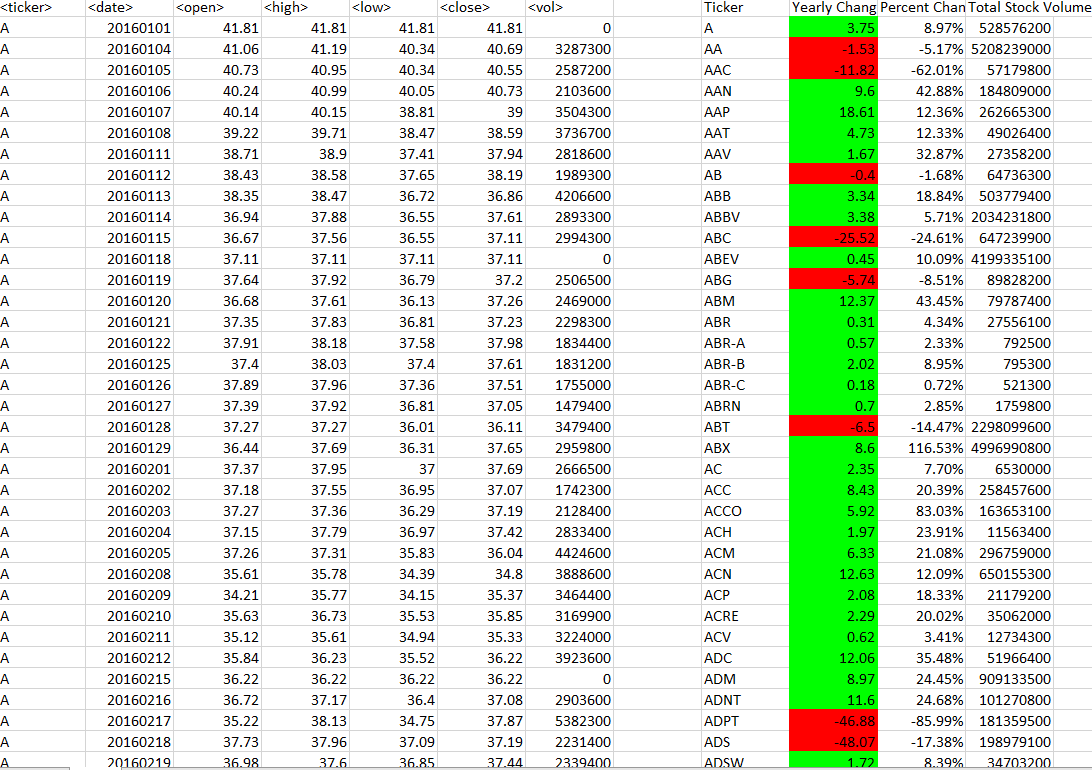 <ticker> <date> <open> <high> <low> <close> <vol> Ticker Yearly Chang Percent Chan Total Stock Volume
A 20160101 41.81 41.81 41.81 41.81 0 A 3.75 8.97% 528576200
A 20160104 41.06 41.19 40.34 40.69 3287300 AA -1.53 -5.17% 5208239000
A 20160105 40.73 40.95 40.34 40.55 2587200 AAC -11.82 -62.01% 57179800
A 20160106 40.24 40.99 40.05 40.73 2103600 AAN 9.6 42.88% 184809000
A 20160107 40.14 40.15 38.81 39 3504300 AAP 18.61 12.36% 262665300
A 20160108 39.22 39.71 38.47 38.59 3736700 AAT 4.73 12.33% 49026400
A 20160111 38.71 38.9 37.41 37.94 2818600 AAV 1.67 32.87% 27358200
A 20160112 38.43 38.58 37.65 38.19 1989300 AB -0.4 -1.68% 64736300
A 20160113 38.35 38.47 36.72 36.86 4206600 ABB 3.34 18.84% 503779400
A 20160114 36.94 37.88 36.55 37.61 2893300 ABBV 3.38 5.71% 2034231800
A 20160115 36.67 37.56 36.55 37.11 2994300 ABC -25.52 -24.61% 647239900
A 20160118 37.11 37.11 37.11 37.11 0 ABEV 0.45 10.09% 4199335100
A 20160119 37.64 37.92 36.79 37.2 2506500 ABG -5.74 -8.51% 89828200
A 20160120 36.68 37.61 36.13 37.26 2469000 ABM 12.37 43.45% 79787400
A 20160121 37.35 37.83 36.81 37.23 2298300 ABR 0.31 4.34% 27556100
A 20160122 37.91 38.18 37.58 37.98 1834400 ABR-A 0.57 2.33% 792500
A 20160125 37.4 38.03 37.4 37.61 1831200 ABR-B 2.02 8.95% 795300
A 20160126 37.89 37.96 37.36 37.51 1755000 ABR-C 0.18 0.72% 521300
A 20160127 37.39 37.92 36.81 37.05 1479400 ABRN 0.7 2.85% 1759800
A 20160128 37.27 37.27 36.01 36.11 3479400 ABT -6.5 -14.47% 2298099600
A 20160129 36.44 37.69 36.31 37.65 2959800 ABX 8.6 116.53% 4996990800
A 20160201 37.37 37.95 37 37.69 2666500 AC 2.35 7.70% 6530000
A 20160202 37.18 37.55 36.95 37.07 1742300 ACC 8.43 20.39% 258457600
A 20160203 37.27 37.36 36.29 37.19 2128400 ACCO 5.92 83.03% 163653100
A 20160204 37.15 37.79 36.97 37.42 2833400 ACH 1.97 23.91% 11563400
A 20160205 37.26 37.31 35.83 36.04 4424600 ACM 6.33 21.08% 296759000
A 20160208 35.61 35.78 34.39 34.8 3888600 ACN 12.63 12.09% 650155300
A 20160209 34.21 35.77 34.15 35.37 3464400 ACP 2.08 18.33% 21179200
A 20160210 35.63 36.73 35.53 35.85 3169900 ACRE 2.29 20.02% 35062000
A 20160211 35.12 35.61 34.94 35.33 3224000 ACV 0.62 3.41% 12734300
A 20160212 35.84 36.23 35.52 36.22 3923600 ADC 12.06 35.48% 51966400
A 20160215 36.22 36.22 36.22 36.22 0 ADM 8.97 24.45% 909133500
A 20160216 36.72 37.17 36.4 37.08 2903600 ADNT 11.6 24.68% 101270800
A 20160217 35.22 38.13 34.75 37.87 5382300 ADPT -46.88 -85.99% 181359500
A 20160218 37.73 37.96 37.09 37.19 2231400 ADS -48.07 -17.38% 198979100
A 20160219 36.98 37.6 36.85 37.44 2339400 ADSW 1.72 8.39% 34703200